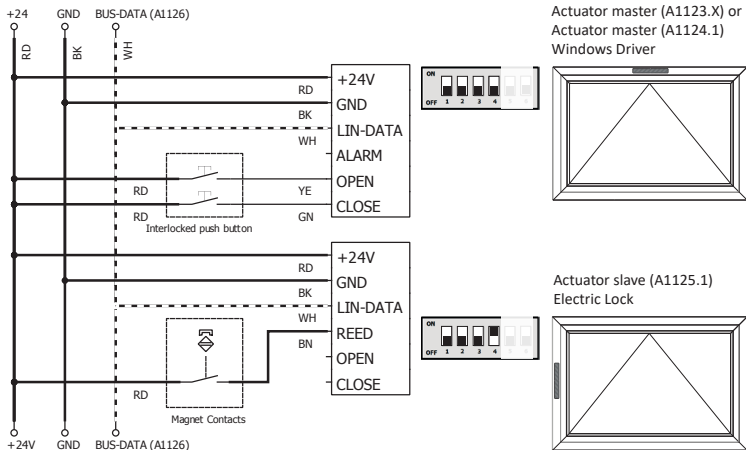 +24 GND BUS-DATA (A1126)
RD BK WH
Actuator master (A1123.X) or
Actuator master (A1124.1)
Windows Driver
+24V
RD
GND
BK
LIN-DATA
WH
ALARM
OPEN
RD YE
CLOSE
RD GN
Interlocked push button
ON
OFF 1 2 3 4
+24V
RD
GND
BK
LIN-DATA
WH
REED
BN
OPEN
CLOSE
RD
Magnet Contacts
ON
OFF 1 2 3 4
Actuator slave (A1125.1)
Electric Lock
+24V GND BUS-DATA (A1126)